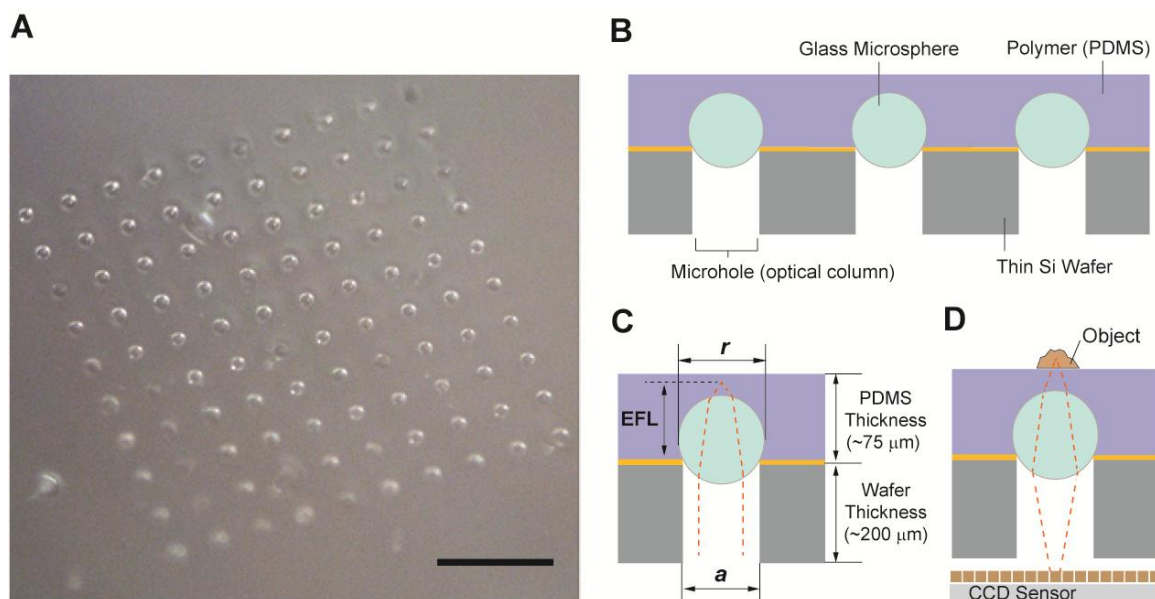 A
B
Glass Microsphere
Polymer (PDMS)
Microhole (optical column)
Thin Si Wafer
C
r
EFL
PDMS
Thickness
(~75 μm)
Wafer
Thickness
(~200 μm)
a
D
Object
CCD Sensor